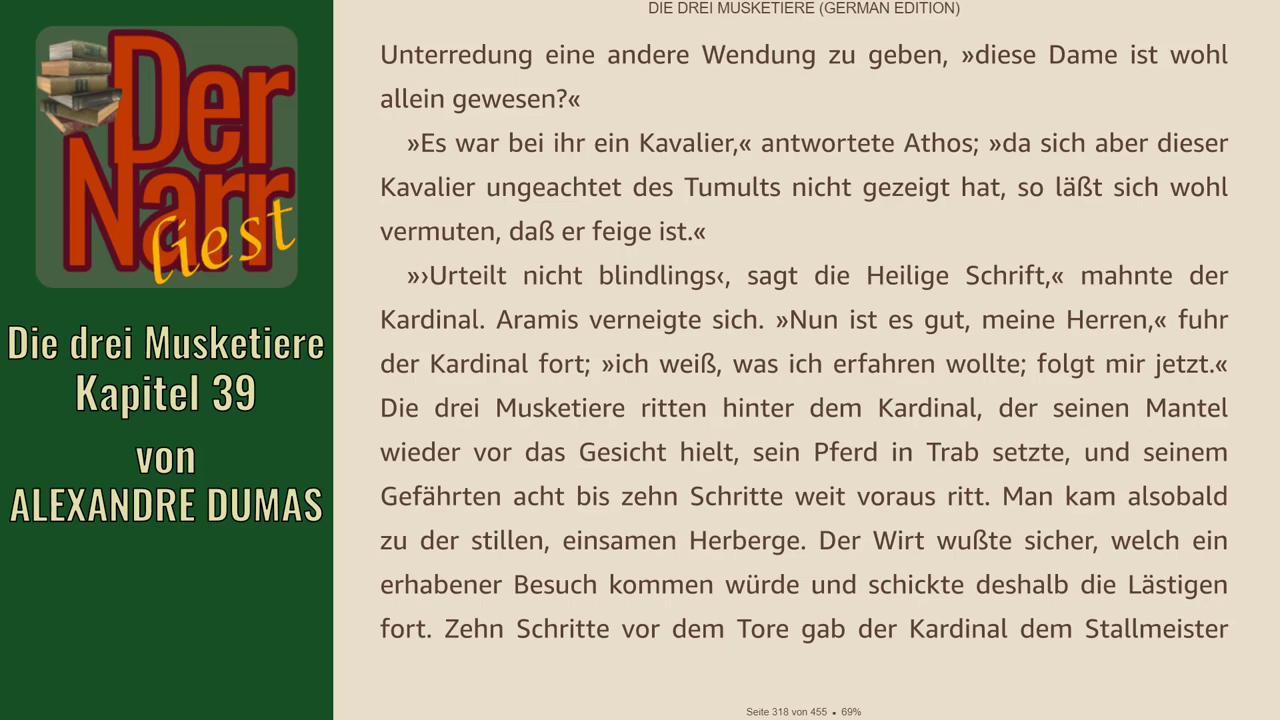 Der
Narr
liest
Die drei Musketiere
Kapitel 39
von
ALEXANDRE DUMAS
DIE DREI MUSKETIERE (GERMAN EDITION)
Unterredung eine andere Wendung zu geben, »diese Dame ist wohl
allein gewesen?«
»Es war bei ihr ein Kavalier,« antwortete Athos; »da sich aber dieser
Kavalier ungeachtet des Tumults nicht gezeigt hat, so läßt sich wohl
vermuten, daß er feige ist.«
»›Urteilt nicht blindlings‹, sagt die Heilige Schrift,« mahnte der
Kardinal. Aramis verneigte sich. »Nun ist es gut, meine Herren,« fuhr
der Kardinal fort; »ich weiß, was ich erfahren wollte; folgt mir jetzt.«
Die drei Musketiere ritten hinter dem Kardinal, der seinen Mantel
wieder vor das Gesicht hielt, sein Pferd in Trab setzte, und seinem
Gefährten acht bis zehn Schritte weit voraus ritt. Man kam alsobald
zu der stillen, einsamen Herberge. Der Wirt wußte sicher, welch ein
erhabener Besuch kommen würde und schickte deshalb die Lästigen
fort. Zehn Schritte vor dem Tore gab der Kardinal dem Stallmeister
Seite 318 von 455 • 69%